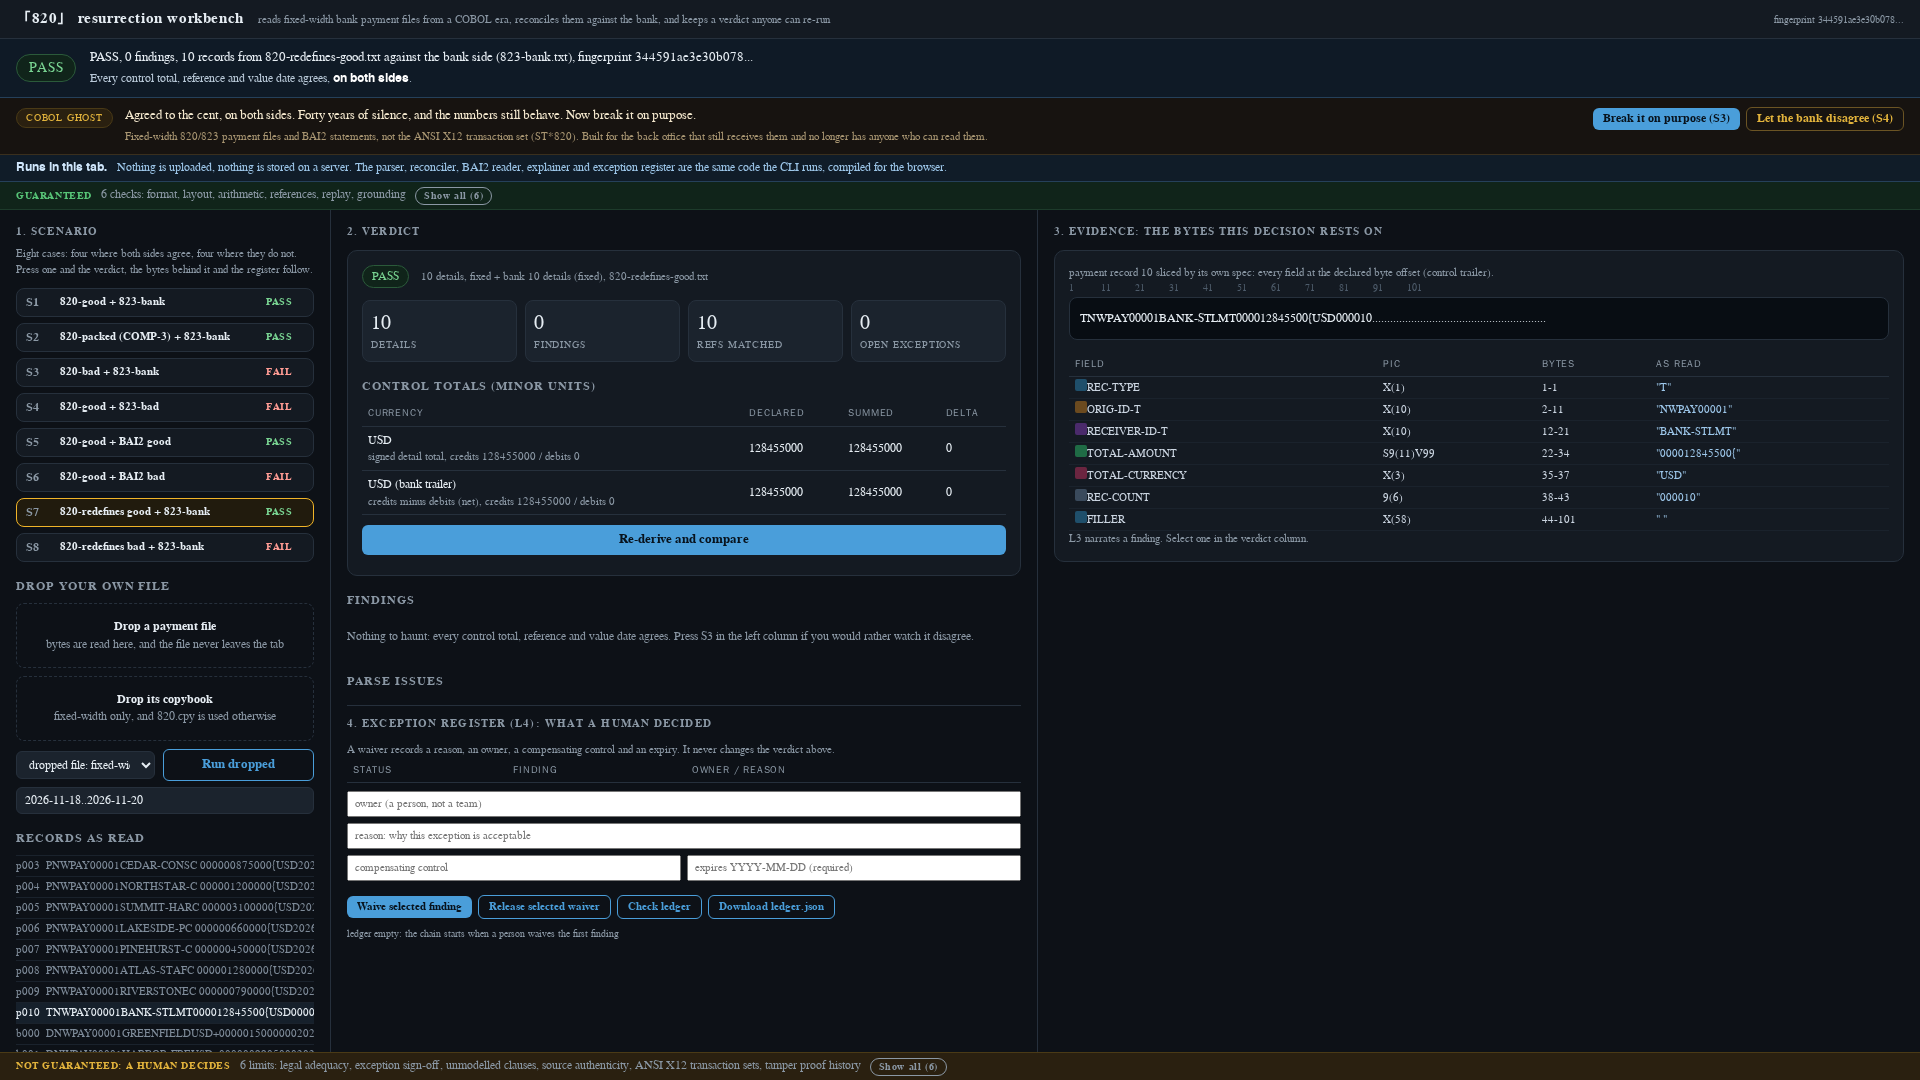 「820」 resurrection workbench
reads fixed-width bank payment files from a COBOL era, reconciles them against the bank, and keeps a verdict anyone can re-run
fingerprint 344591ae3e30b078…
PASS
PASS, 0 findings, 10 records from 820-redefines-good.txt against the bank side (823-bank.txt), fingerprint 344591ae3e30b078…
Every control total, reference and value date agrees, on both sides.
COBOL GHOST
Agreed to the cent, on both sides. Forty years of silence, and the numbers still behave. Now break it on purpose.
Fixed-width 820/823 payment files and BAI2 statements, not the ANSI X12 transaction set (ST*820). Built for the back office that still receives them and no longer has anyone who can read them.
Break it on purpose (S3)
Let the bank disagree (S4)
Runs in this tab. Nothing is uploaded, nothing is stored on a server. The parser, reconciler, BAI2 reader, explainer and exception register are the same code the CLI runs, compiled for the browser.
GUARANTEED 6 checks: format, layout, arithmetic, references, replay, grounding Show all (6)
1. SCENARIO
Eight cases: four where both sides agree, four where they do not.
Press one and the verdict, the bytes behind it and the register follow.
S1 820-good + 823-bank PASS
S2 820-packed (COMP-3) + 823-bank PASS
S3 820-bad + 823-bank FAIL
S4 820-good + 823-bad FAIL
S5 820-good + BAI2 good PASS
S6 820-good + BAI2 bad FAIL
S7 820-redefines good + 823-bank PASS
S8 820-redefines bad + 823-bank FAIL
DROP YOUR OWN FILE
Drop a payment file
bytes are read here, and the file never leaves the tab
Drop its copybook
fixed-width only, and 820.cpy is used otherwise
dropped file: fixed-wi
Run dropped
2026-11-18..2026-11-20
RECORDS AS READ
p003 PNWPAY00001CEDAR-CONSC 000000875000{USD202
p004 PNWPAY00001NORTHSTAR-C 000001200000{USD202
p005 PNWPAY00001SUMMIT-HARC 000003100000{USD202
p006 PNWPAY00001LAKESIDE-PC 000000660000{USD2026
p007 PNWPAY00001PINEHURST-C 000000450000{USD2026
p008 PNWPAY00001ATLAS-STAFC 000001280000{USD202
p009 PNWPAY00001RIVERSTONEC 000000790000{USD202
p010 TNWPAY00001BANK-STLMT000012845500{USD0000
b000 DNWPAY00001GREENFIELDUSD+0000015000000202
2. VERDICT
PASS 10 details, fixed + bank 10 details (fixed), 820-redefines-good.txt
10 0 10 0
DETAILS FINDINGS REFS MATCHED OPEN EXCEPTIONS
CONTROL TOTALS (MINOR UNITS)
CURRENCY DECLARED SUMMED DELTA
USD 128455000 128455000 0
signed detail total, credits 128455000 / debits 0
USD (bank trailer) 128455000 128455000 0
credits minus debits (net), credits 128455000 / debits 0
Re-derive and compare
FINDINGS
Nothing to haunt: every control total, reference and value date agrees. Press S3 in the left column if you would rather watch it disagree.
PARSE ISSUES
4. EXCEPTION REGISTER (L4): WHAT A HUMAN DECIDED
A waiver records a reason, an owner, a compensating control and an expiry. It never changes the verdict above.
STATUS FINDING OWNER / REASON
owner (a person, not a team)
reason: why this exception is acceptable
compensating control
expires YYYY-MM-DD (required)
Waive selected finding
Release selected waiver
Check ledger
Download ledger.json
ledger empty: the chain starts when a person waives the first finding
3. EVIDENCE: THE BYTES THIS DECISION RESTS ON
payment record 10 sliced by its own spec: every field at the declared byte offset (control trailer).
1 11 21 31 41 51 61 71 81 91 101
TNWPAY00001BANK-STLMT000012845500{USD000010..........................................................
FIELD PIC BYTES AS READ
REC-TYPE X(1) 1-1 "T"
ORIG-ID-T X(10) 2-11 "NWPAY00001"
RECEIVER-ID-T X(10) 12-21 "BANK-STLMT"
TOTAL-AMOUNT S9(11)V99 22-34 "000012845500{"
TOTAL-CURRENCY X(3) 35-37 "USD"
REC-COUNT 9(6) 38-43 "000010"
FILLER X(58) 44-101 " "
L3 narrates a finding. Select one in the verdict column.
NOT GUARANTEED: A HUMAN DECIDES 6 limits: legal adequacy, exception sign-off, unmodelled clauses, source authenticity, ANSI X12 transaction sets, tamper proof history Show all (6)